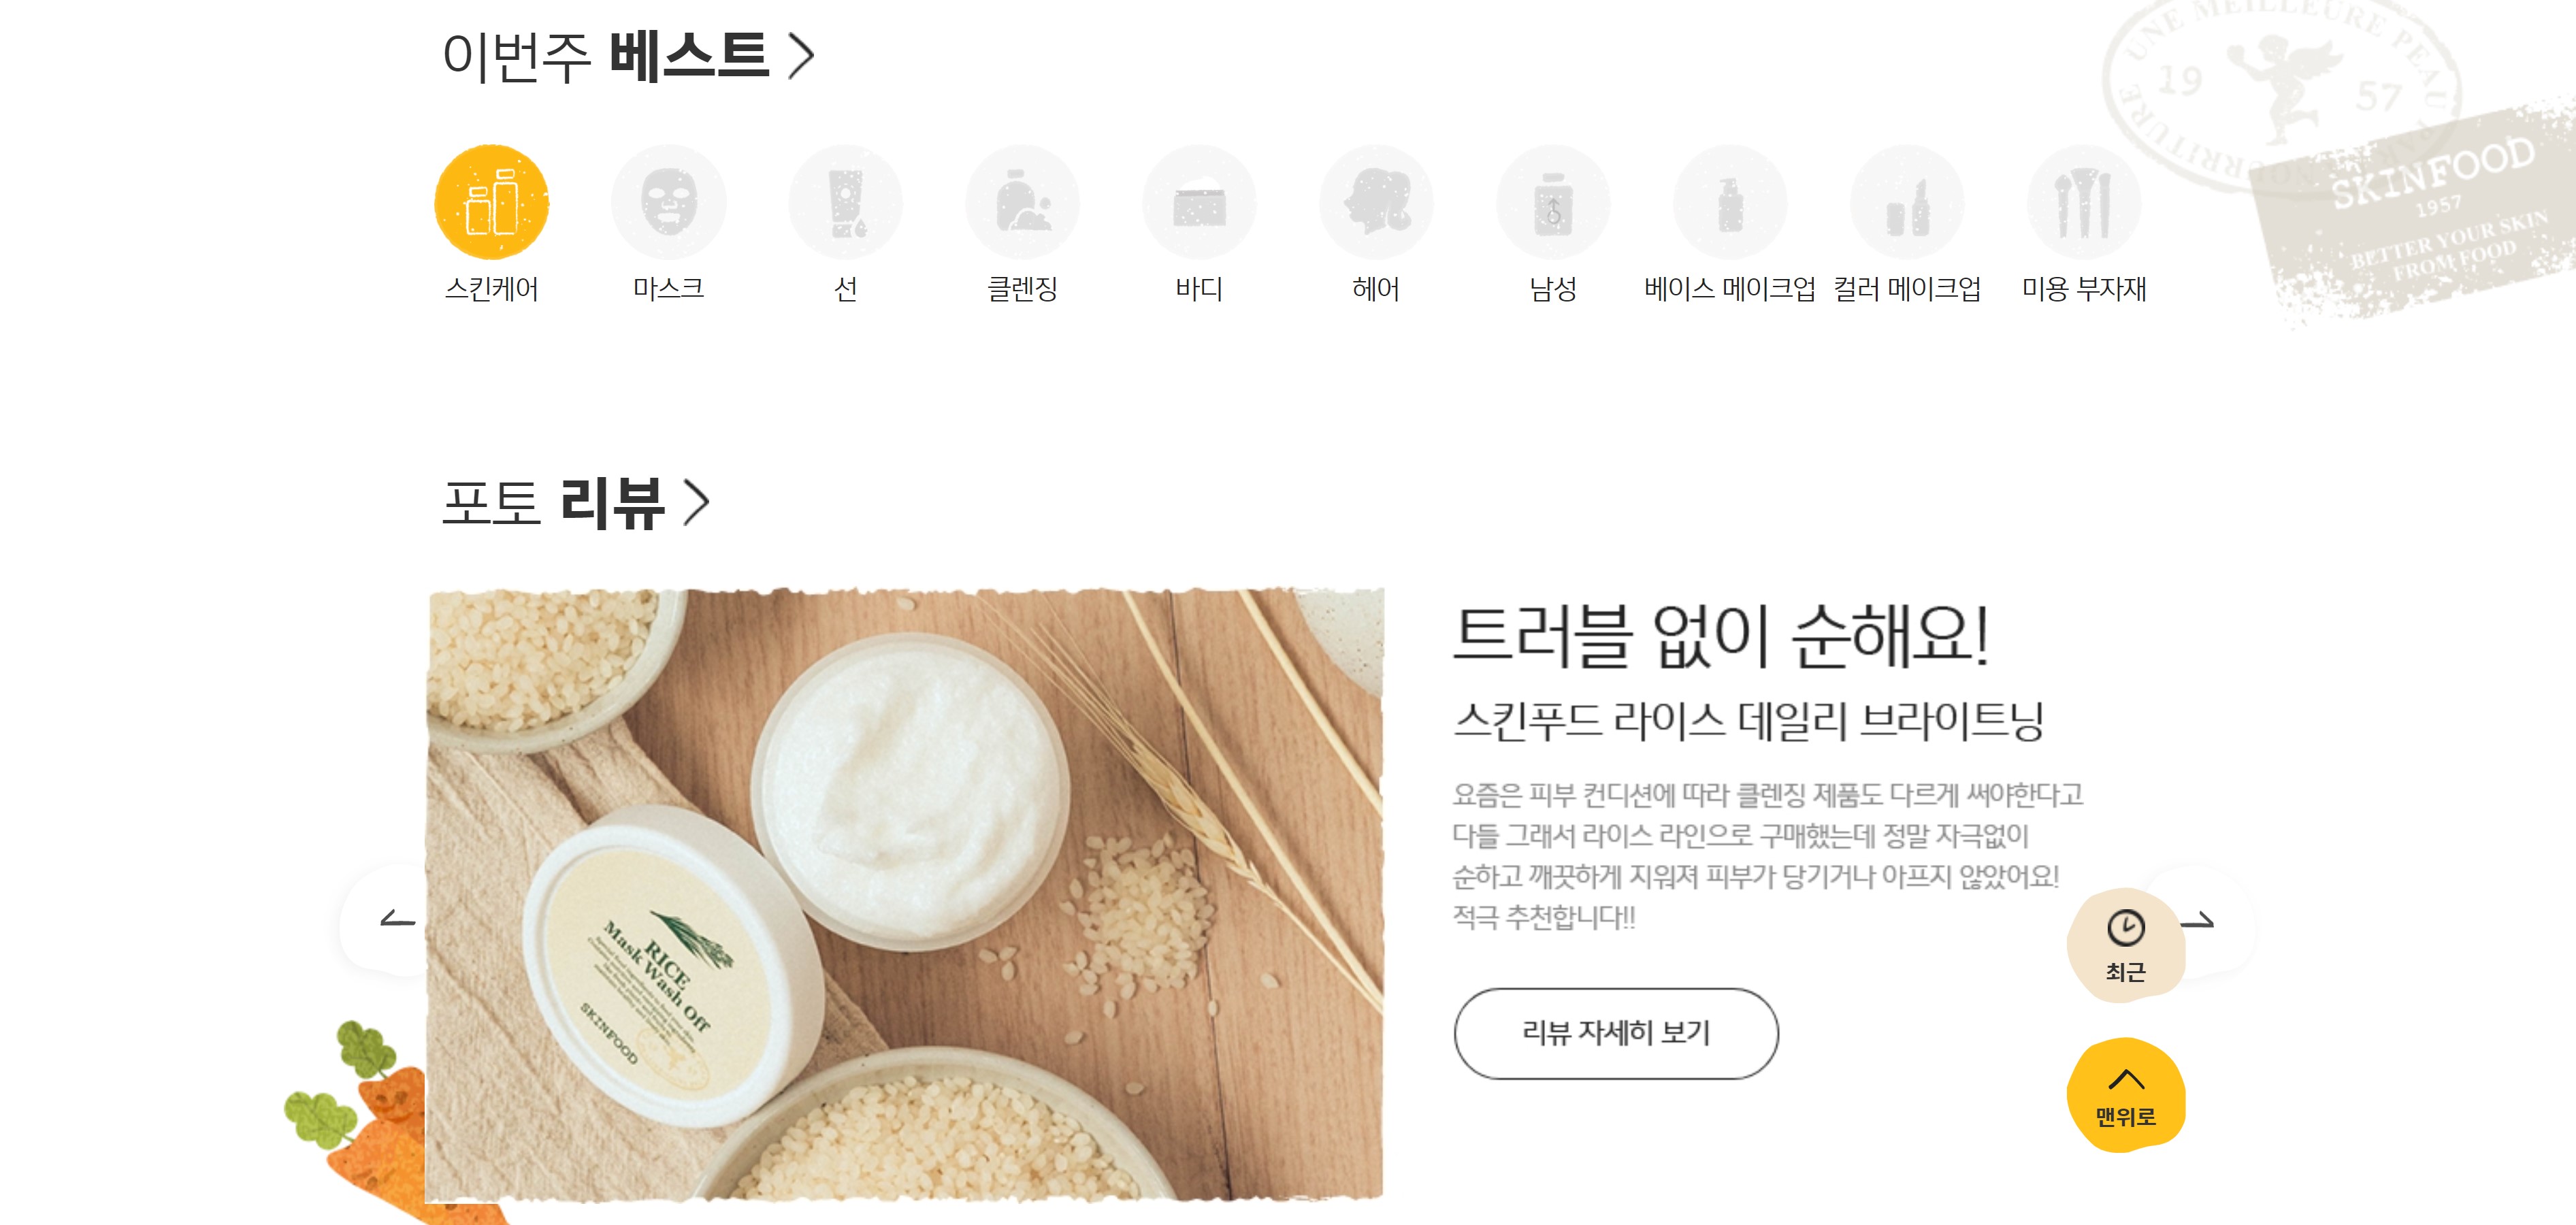 이번주 베스트
UNE MEILLEURE PEAU
19 57
SKINFOOD
1957
BETTER YOUR SKIN
FROM FOOD
스킨케어
마스크
선
클렌징
바디
헤어
남성
베이스 메이크업
컬러 메이크업
미용 부자재
포토 리뷰
RICE
Mask Wash Off
SKINFOOD
트러블 없이 순해요!
스킨푸드 라이스 데일리 브라이트닝
요즘은 피부 컨디션에 따라 클렌징 제품도 다르게 써야한다고
다들 그래서 라이스 라인으로 구매했는데 정말 자극없이
순하고 깨끗하게 지워져 피부가 당기거나 아프지 않았어요!
적극 추천합니다!!
리뷰 자세히 보기
최근
맨위로